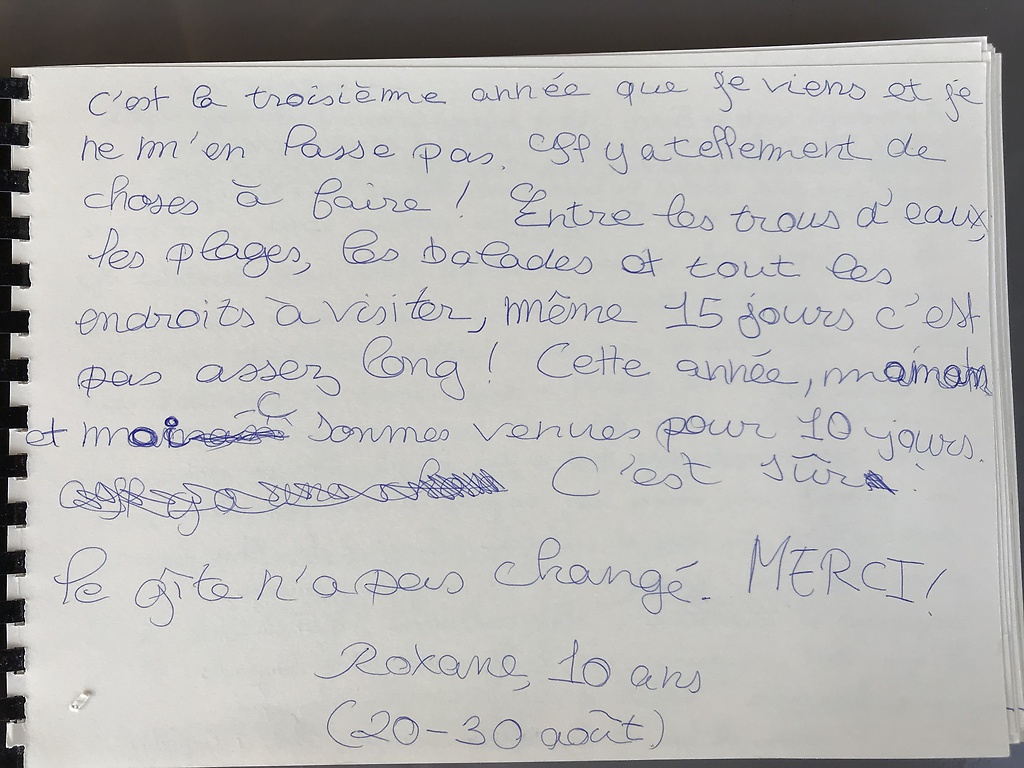 c'est la troisième année que je viens et je
ne m'en lasse pas. Il y a tellement de
choses à faire ! Entre les trous d'eaux,
les plages, les balades et tout les
endroits à visiter, même 15 jours c'est
pas assez long ! Cette année, maman
et moi sommes venues pour 10 jours.
C'est sûr !
le gîte n'a pas changé. MERCI !
Roxane, 10 ans
(20-30 août)